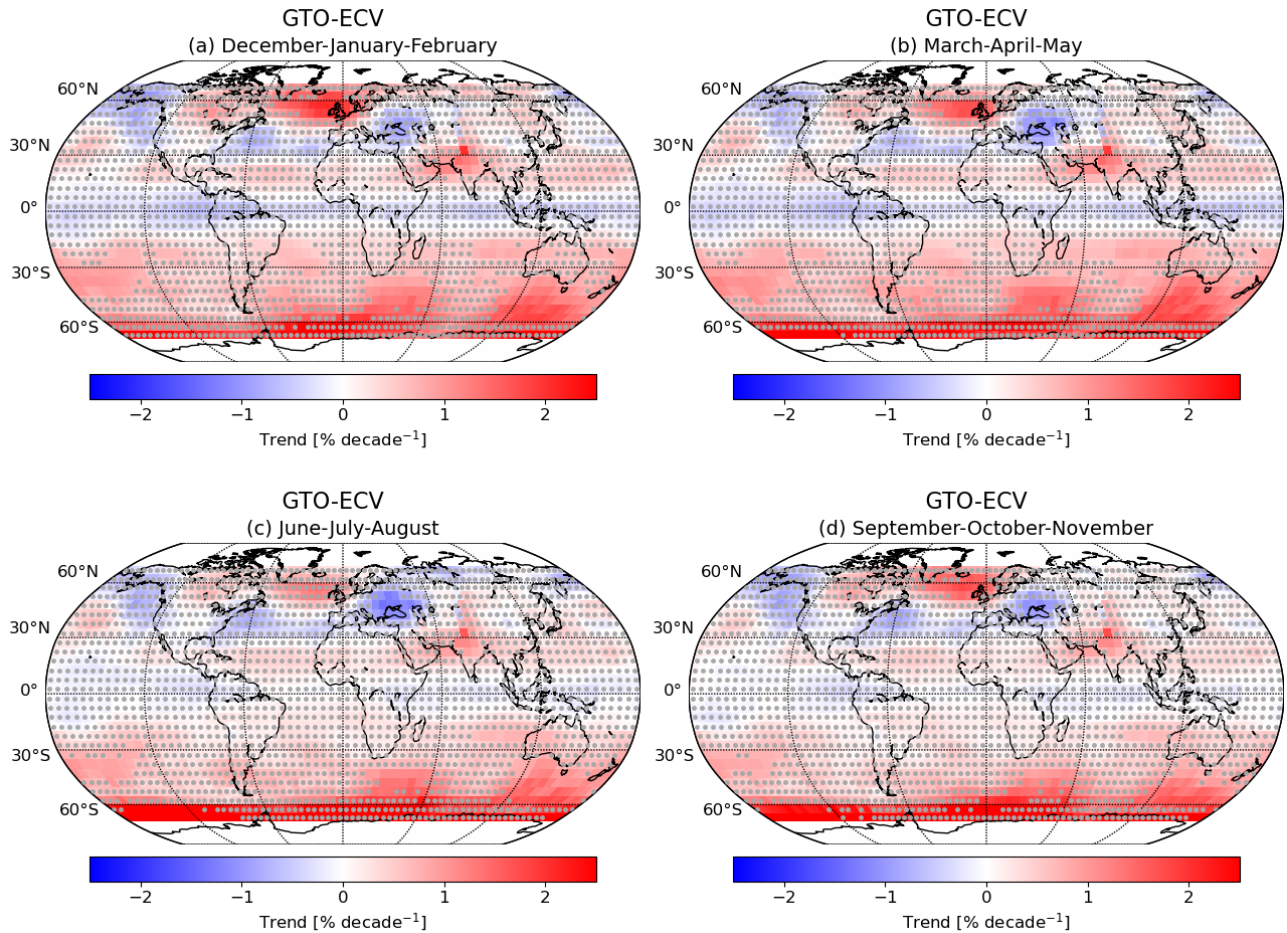 GTO-ECV
(a) December-January-February
60°N
30°N
0°
30°S
60°S
−2 −1 0 1 2
Trend [% decade⁻¹]
GTO-ECV
(b) March-April-May
60°N
30°N
0°
30°S
60°S
−2 −1 0 1 2
Trend [% decade⁻¹]
GTO-ECV
(c) June-July-August
60°N
30°N
0°
30°S
60°S
−2 −1 0 1 2
Trend [% decade⁻¹]
GTO-ECV
(d) September-October-November
60°N
30°N
0°
30°S
60°S
−2 −1 0 1 2
Trend [% decade⁻¹]